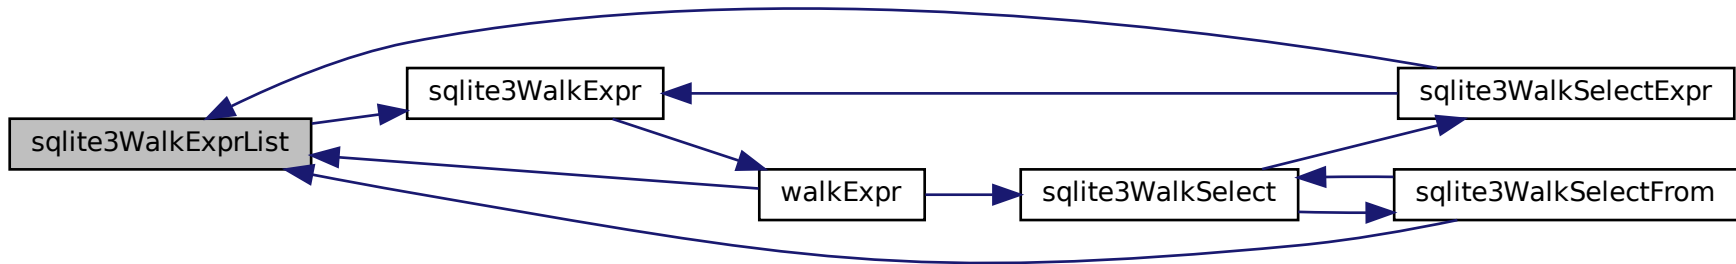 sqlite3WalkExprList
sqlite3WalkExpr
walkExpr
sqlite3WalkSelect
sqlite3WalkSelectExpr
sqlite3WalkSelectFrom